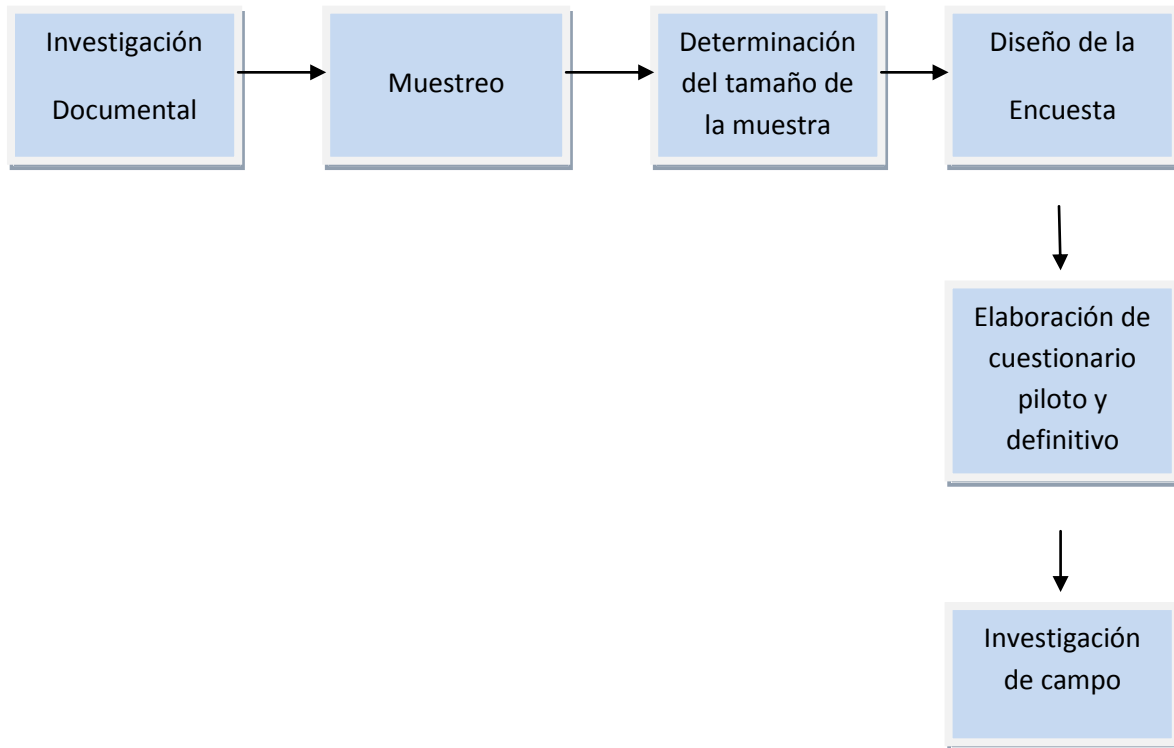 Investigación
Documental
Muestreo
Determinación
del tamaño de
la muestra
Diseño de la
Encuesta
Elaboración de
cuestionario
piloto y
definitivo
Investigación
de campo